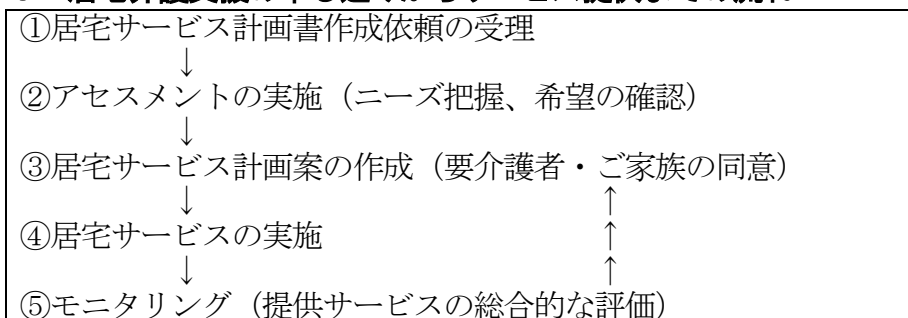 ①居宅サービス計画書作成依頼の受理
↓
②アセスメントの実施（ニーズ把握、希望の確認）
↓
③居宅サービス計画案の作成（要介護者・ご家族の同意）
↓ ↑
④居宅サービスの実施 ↑
↓ ↑
⑤モニタリング（提供サービスの総合的な評価）